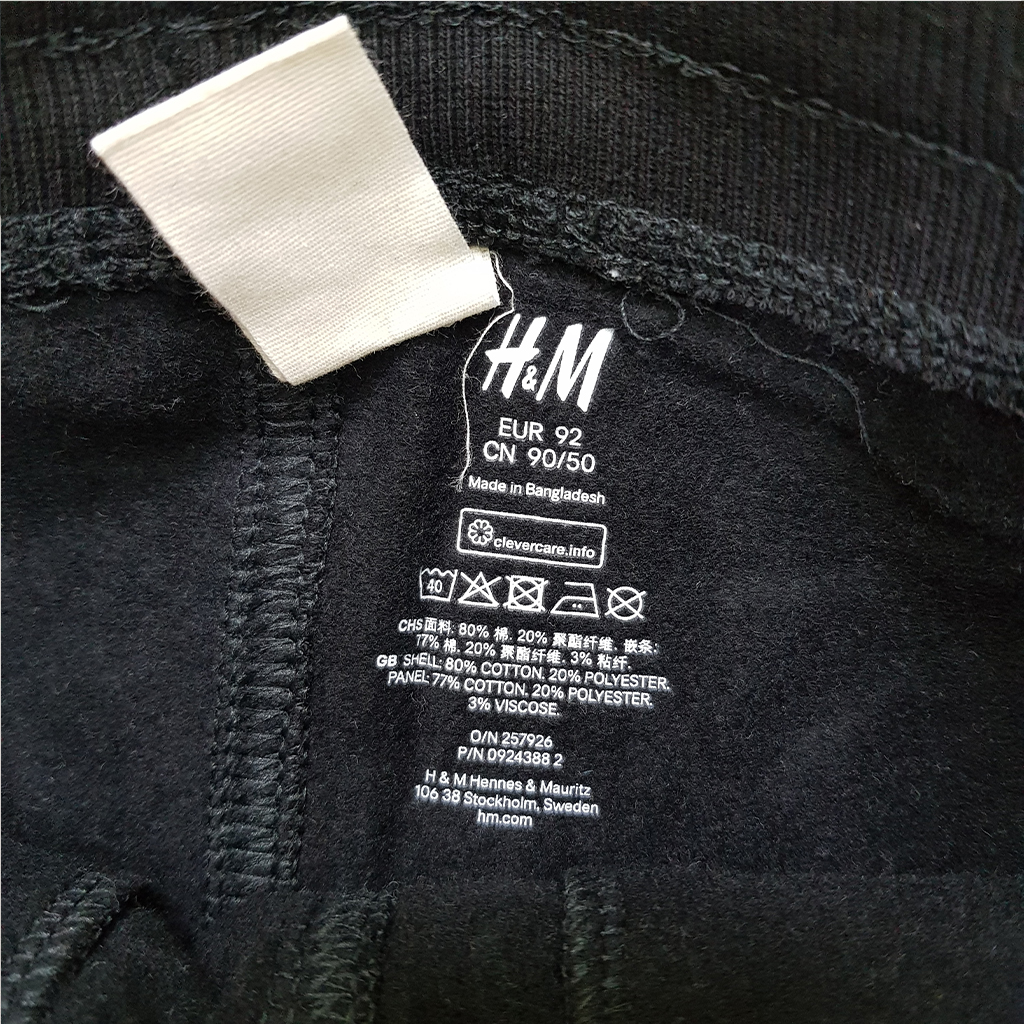 H&M
EUR 92
CN 90/50
Made in Bangladesh
clevercare.info
40
CHS面料: 80% 棉. 20% 聚酯纤维. 嵌条:
77% 棉. 20% 聚酯纤维. 3% 粘纤.
GB SHELL: 80% COTTON. 20% POLYESTER.
PANEL: 77% COTTON. 20% POLYESTER.
3% VISCOSE.
O/N 257926
P/N 0924388 2
H & M Hennes & Mauritz
106 38 Stockholm, Sweden
hm.com